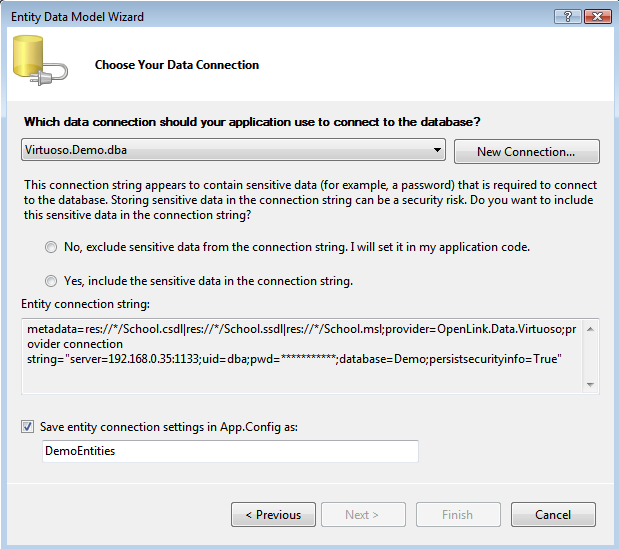 Entity Data Model Wizard
Choose Your Data Connection
Which data connection should your application use to connect to the database?
Virtuoso.Demo.dba
New Connection...
This connection string appears to contain sensitive data (for example, a password) that is required to connect
to the database. Storing sensitive data in the connection string can be a security risk. Do you want to include
this sensitive data in the connection string?
No, exclude sensitive data from the connection string. I will set it in my application code.
Yes, include the sensitive data in the connection string.
Entity connection string:
metadata=res://*/School.csdl|res://*/School.ssdl|res://*/School.msl;provider=OpenLink.Data.Virtuoso;pr
ovider connection
string="server=192.168.0.35:1133;uid=dba;pwd=***********;database=Demo;persistsecurityinfo=True"
Save entity connection settings in App.Config as:
DemoEntities
< Previous
Next >
Finish
Cancel